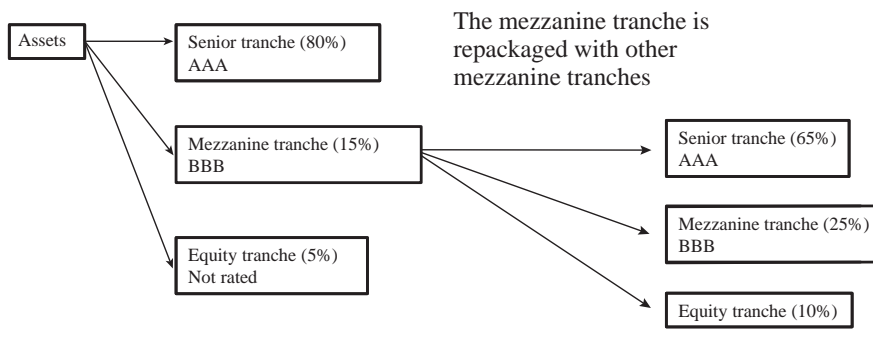 Assets
Senior tranche (80%)
AAA
The mezzanine tranche is
repackaged with other
mezzanine tranches
Mezzanine tranche (15%)
BBB
Senior tranche (65%)
AAA
Mezzanine tranche (25%)
BBB
Equity tranche (5%)
Not rated
Equity tranche (10%)